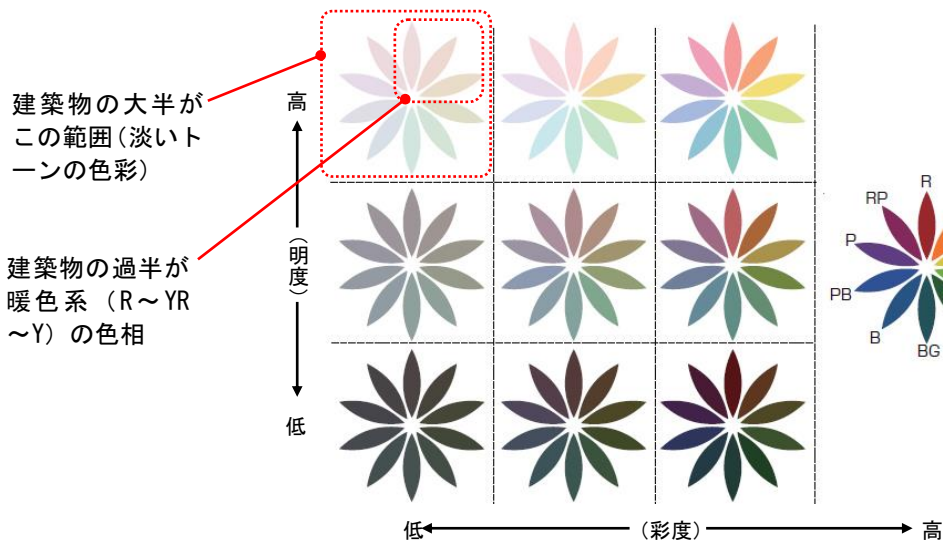 建築物の大半が
この範囲(淡いト
ーンの色彩)
建築物の過半が
暖色系（R～YR
～Y）の色相
高
（明度）
低
低
（彩度）
高
R
RP
P
PB
B
BG